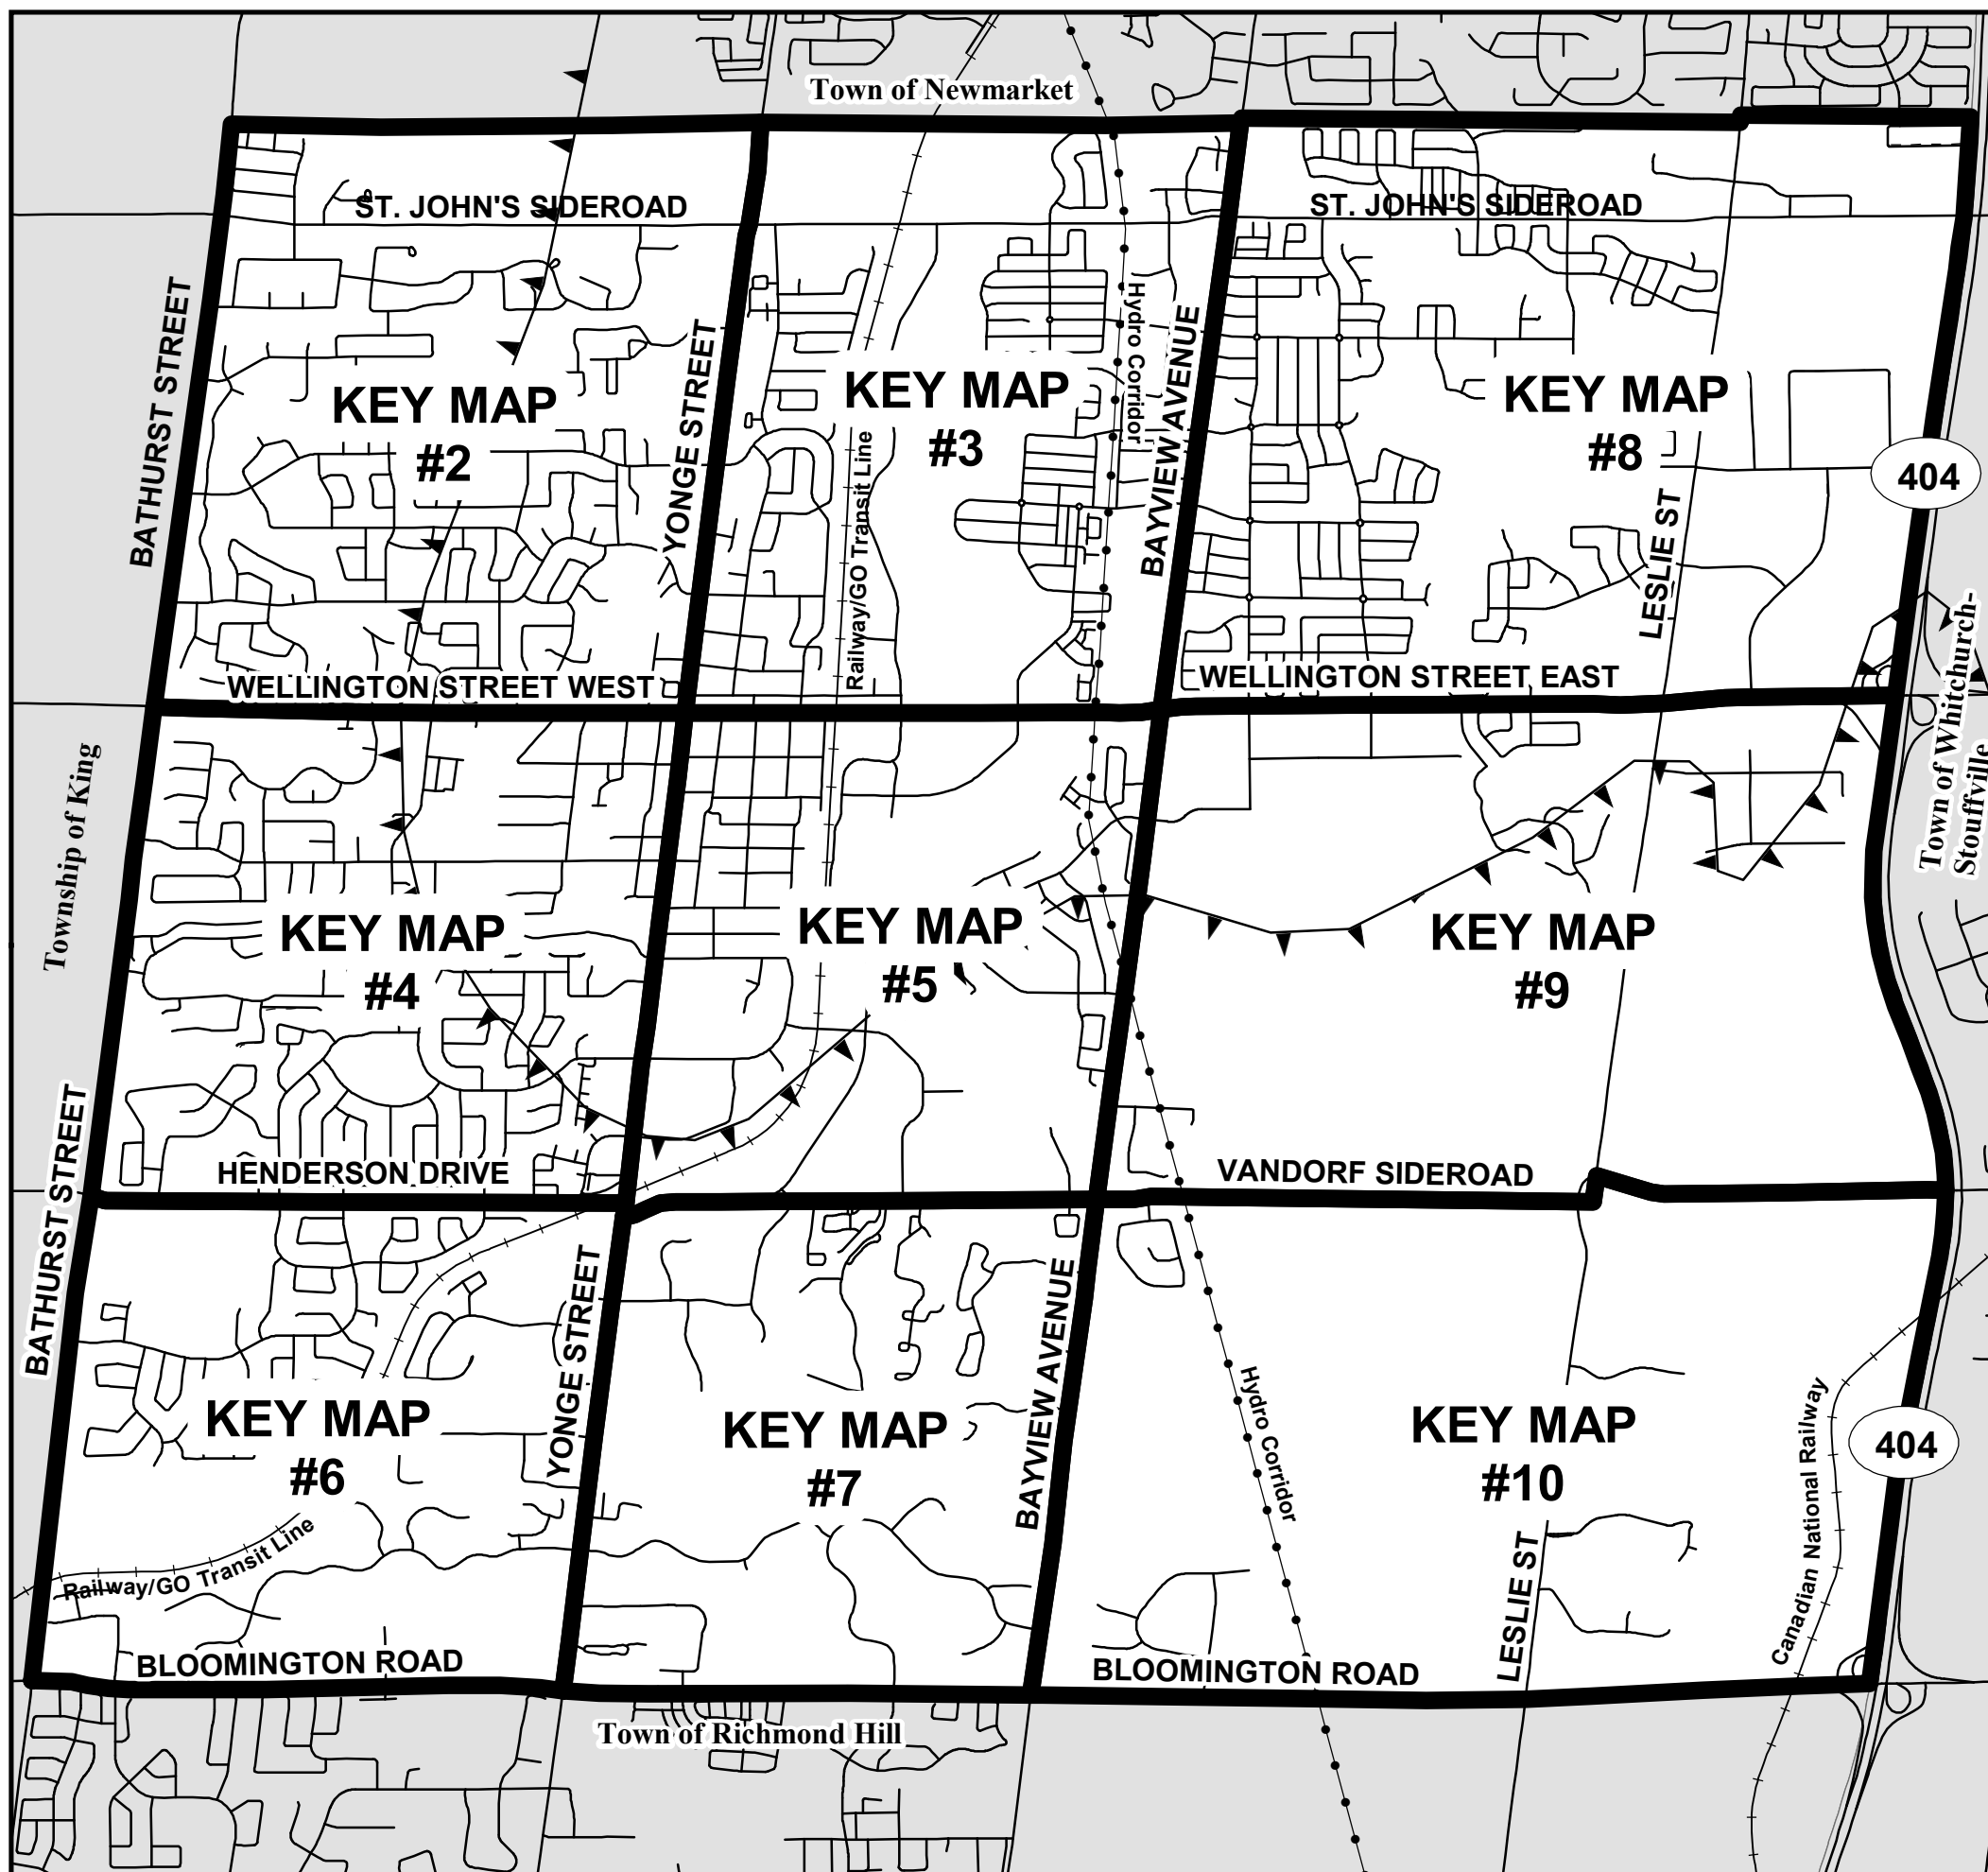 Town of Newmarket
ST. JOHN'S SIDEROAD
ST. JOHN'S SIDEROAD
BATHURST STREET
YONGE STREET
Hydro Corridor
BAYVIEW AVENUE
KEY MAP
#2
KEY MAP
#3
KEY MAP
#8
404
Railway/GO Transit Line
LESLIE ST
Town of Whitchurch-
Stouffville
WELLINGTON STREET WEST
WELLINGTON STREET EAST
Township of King
KEY MAP
#4
KEY MAP
#5
KEY MAP
#9
BATHURST STREET
HENDERSON DRIVE
VANDORF SIDEROAD
YONGE STREET
BAYVIEW AVENUE
Hydro Corridor
KEY MAP
#6
KEY MAP
#7
KEY MAP
#10
Canadian National Railway
404
Railway/GO Transit Line
LESLIE ST
BLOOMINGTON ROAD
BLOOMINGTON ROAD
Town of Richmond Hill